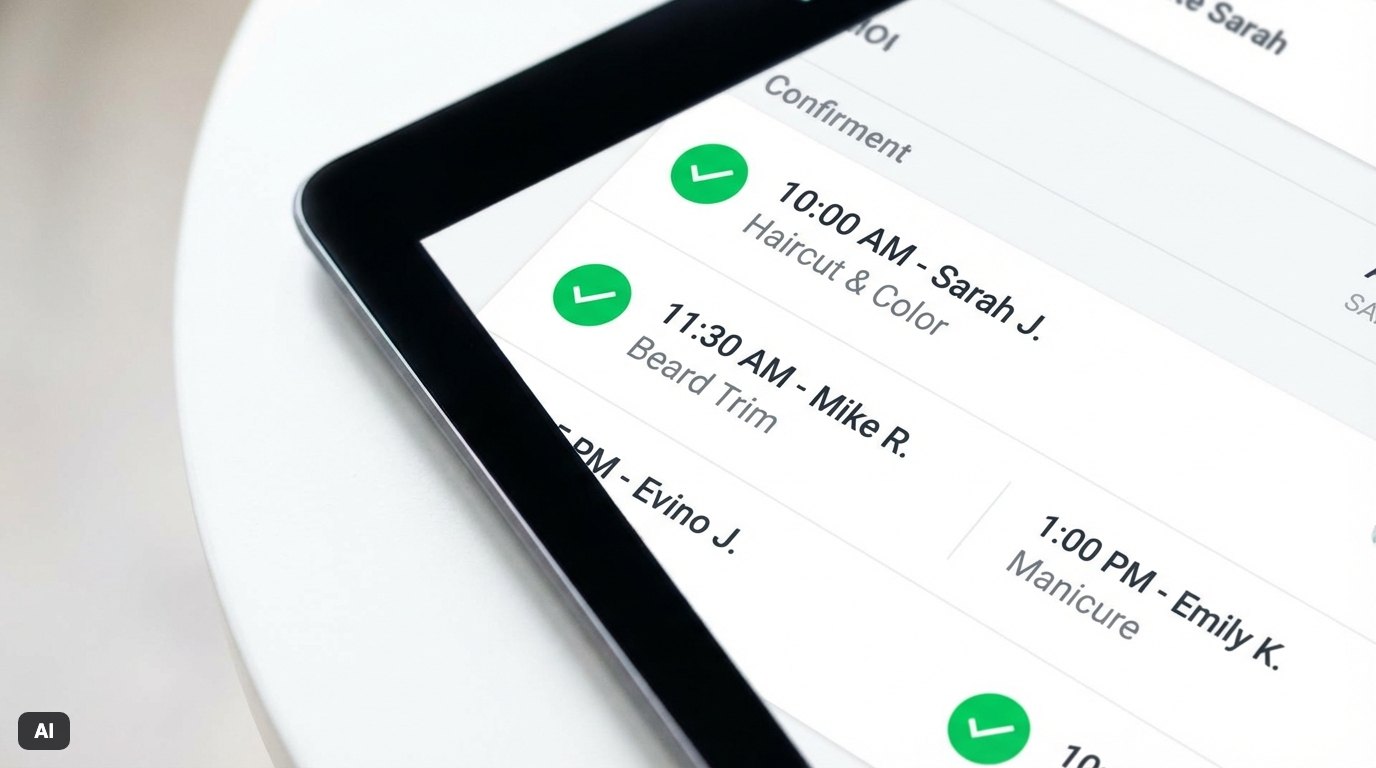 Sarah
Confirment
10:00 AM - Sarah J.
Haircut & Color
11:30 AM - Mike R.
Beard Trim
PM - Evino J.
1:00 PM - Emily K.
Manicure
AI